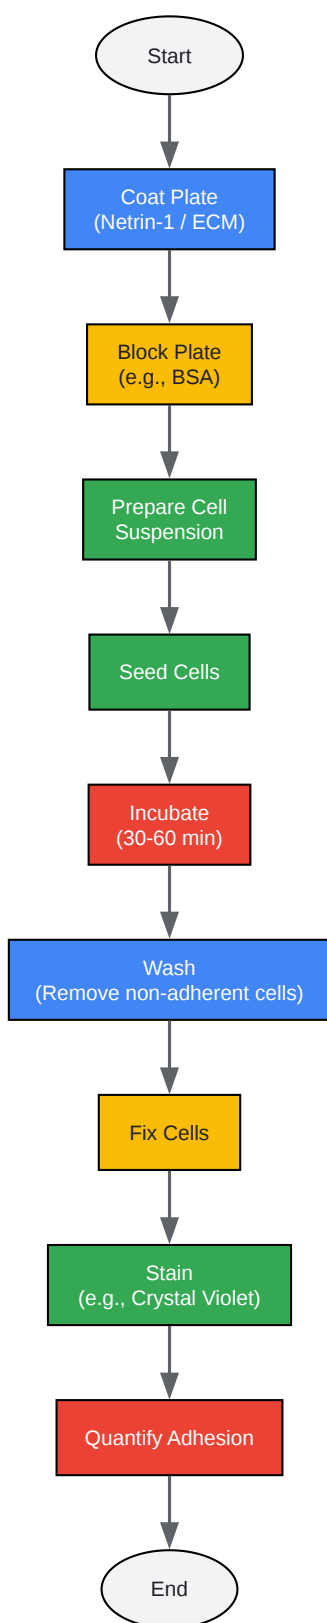 Start
Coat Plate
(Netrin-1 / ECM)
Block Plate
(e.g., BSA)
Prepare Cell
Suspension
Seed Cells
Incubate
(30-60 min)
Wash
(Remove non-adherent cells)
Fix Cells
Stain
(e.g., Crystal Violet)
Quantify Adhesion
End